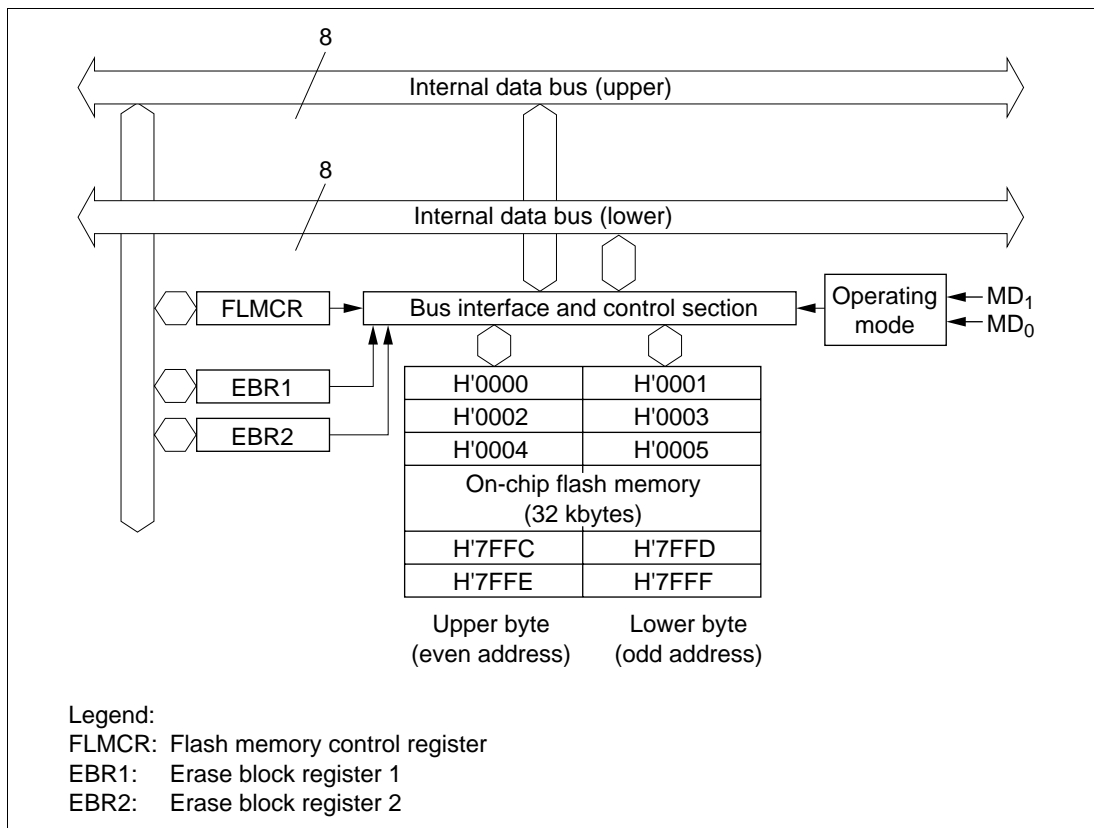 8
Internal data bus (upper)
8
Internal data bus (lower)
FLMCR
Bus interface and control section
Operating
mode
MD1
MD0
EBR1
EBR2
H'0000 H'0001
H'0002 H'0003
H'0004 H'0005
On-chip flash memory
(32 kbytes)
H'7FFC H'7FFD
H'7FFE H'7FFF
Upper byte
(even address)
Lower byte
(odd address)
Legend:
FLMCR: Flash memory control register
EBR1: Erase block register 1
EBR2: Erase block register 2